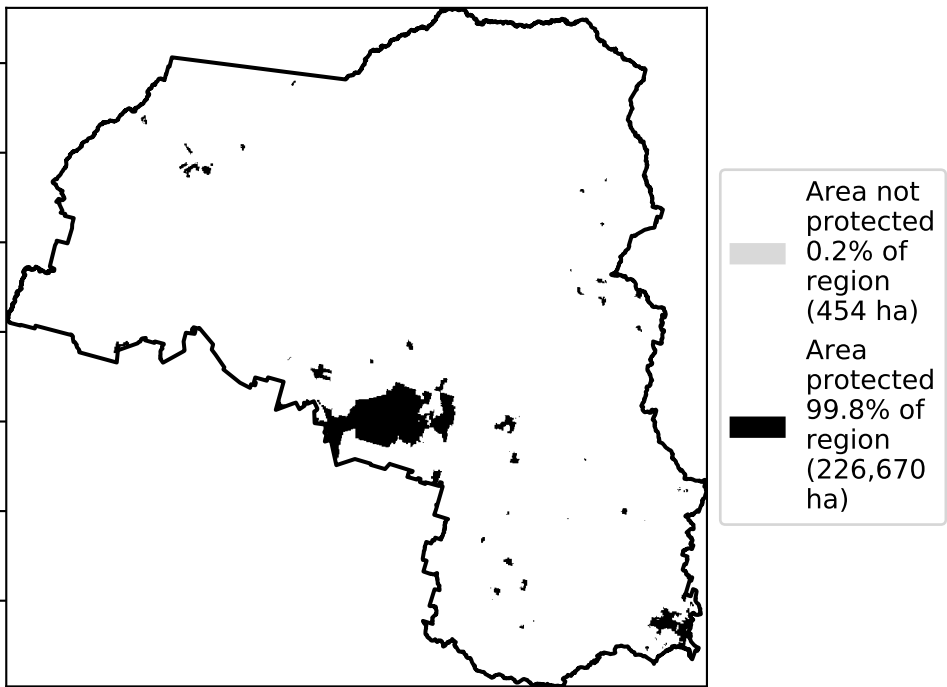 Area not
protected
0.2% of
region
(454 ha)
Area
protected
99.8% of
region
(226,670
ha)